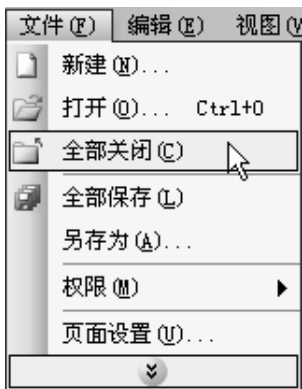 文件(F) 编辑(E) 视图(V
新建(N)...
打开(O)... Ctrl+O
全部关闭(C)
全部保存(L)
另存为(A)...
权限(M)
页面设置(U)...